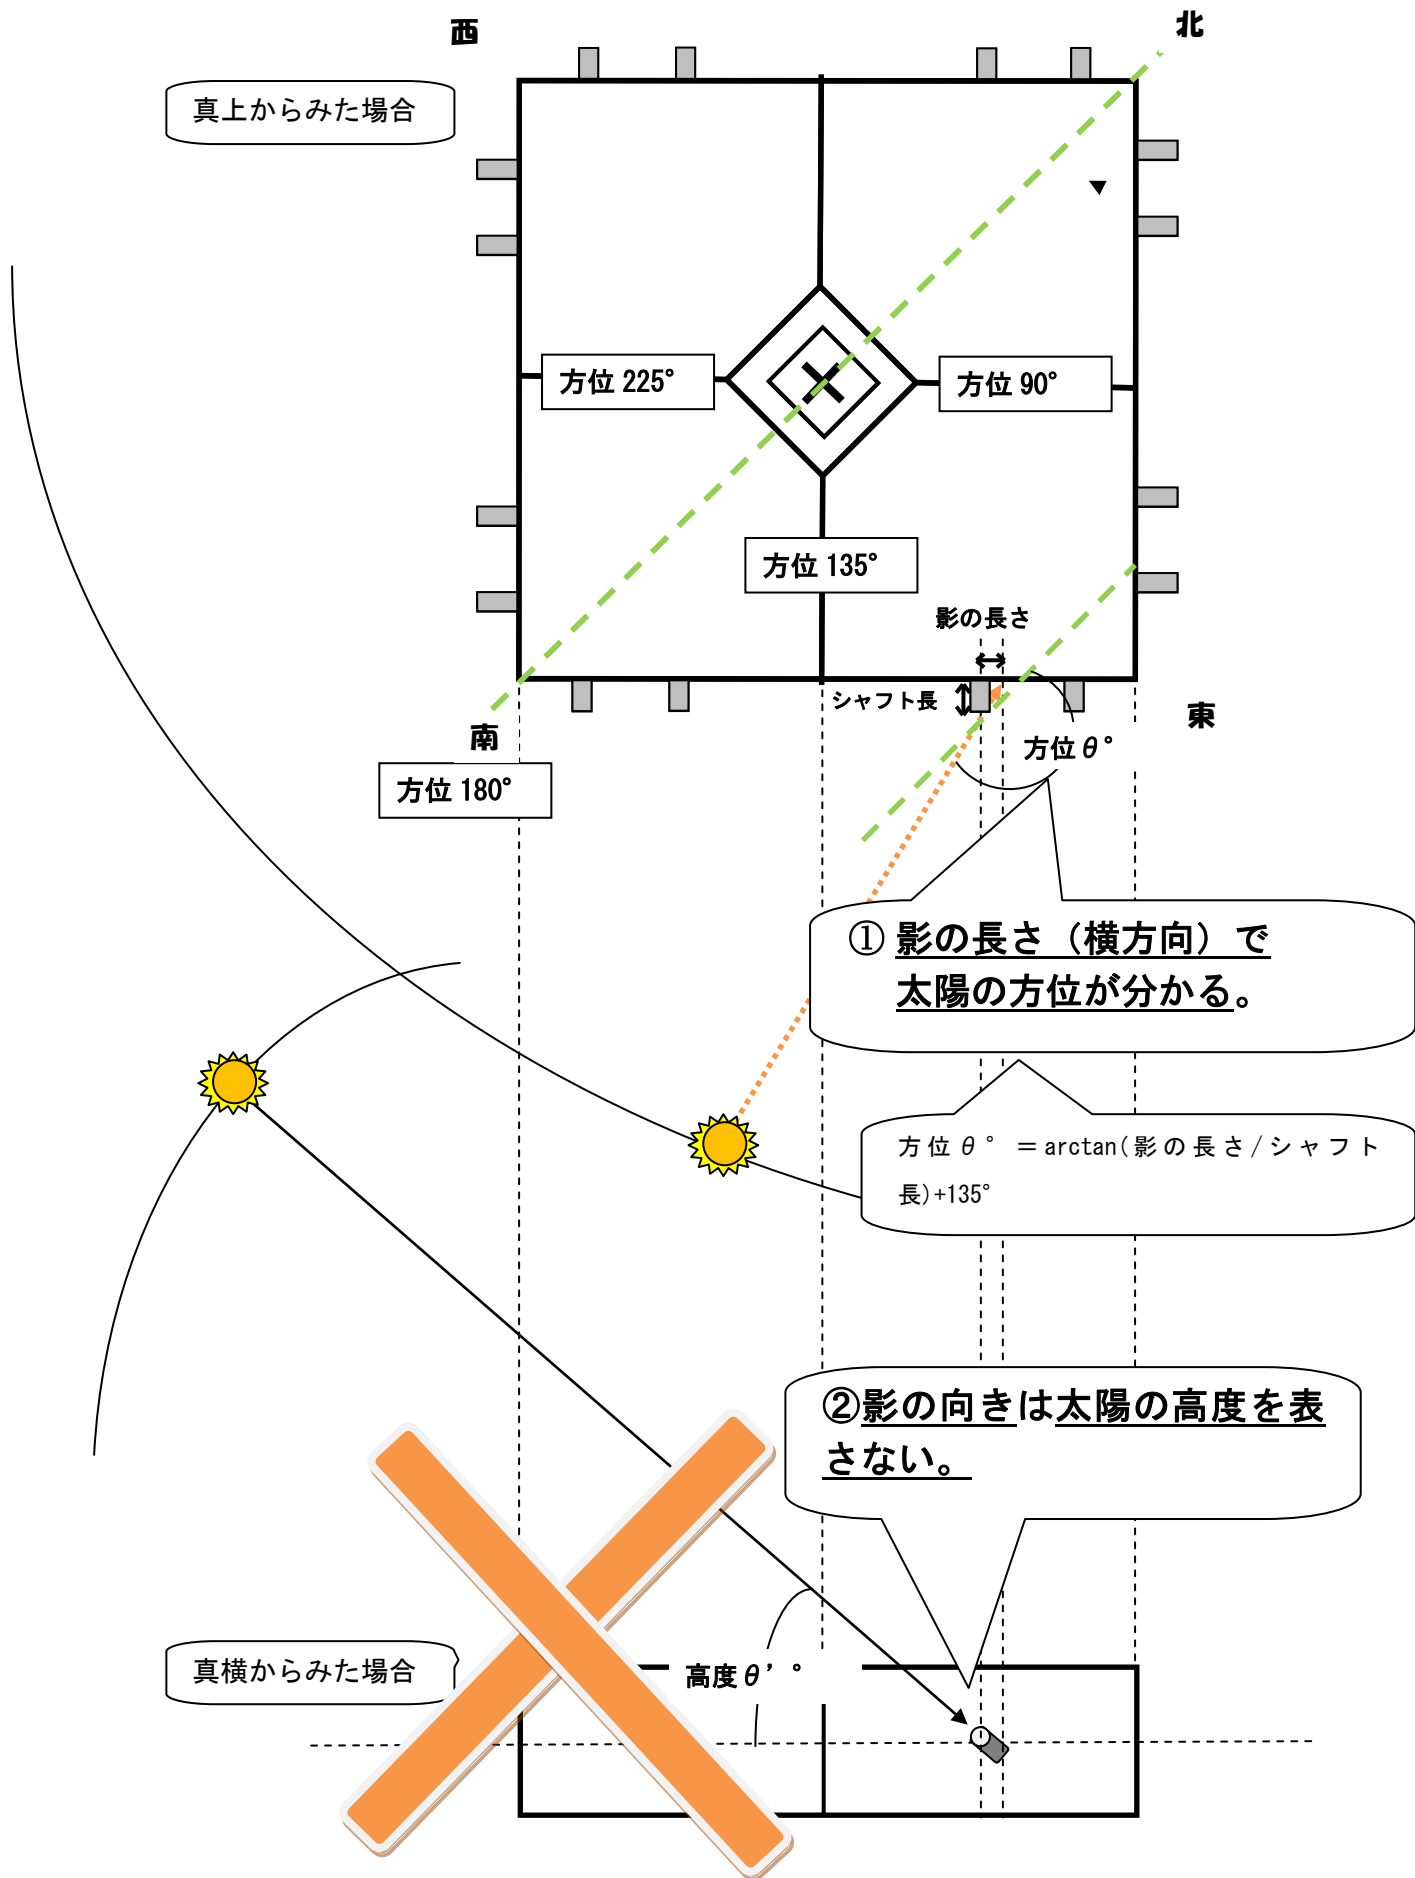 西
北
真上からみた場合
方位 225°
方位 90°
方位 135°
影の長さ
シャフト長
東
南
方位θ°
方位 180°
① 影の長さ（横方向）で
太陽の方位が分かる。
方位θ°＝arctan(影の長さ/シャフト
長)+135°
②影の向きは太陽の高度を表
さない。
真横からみた場合
高度θ’°